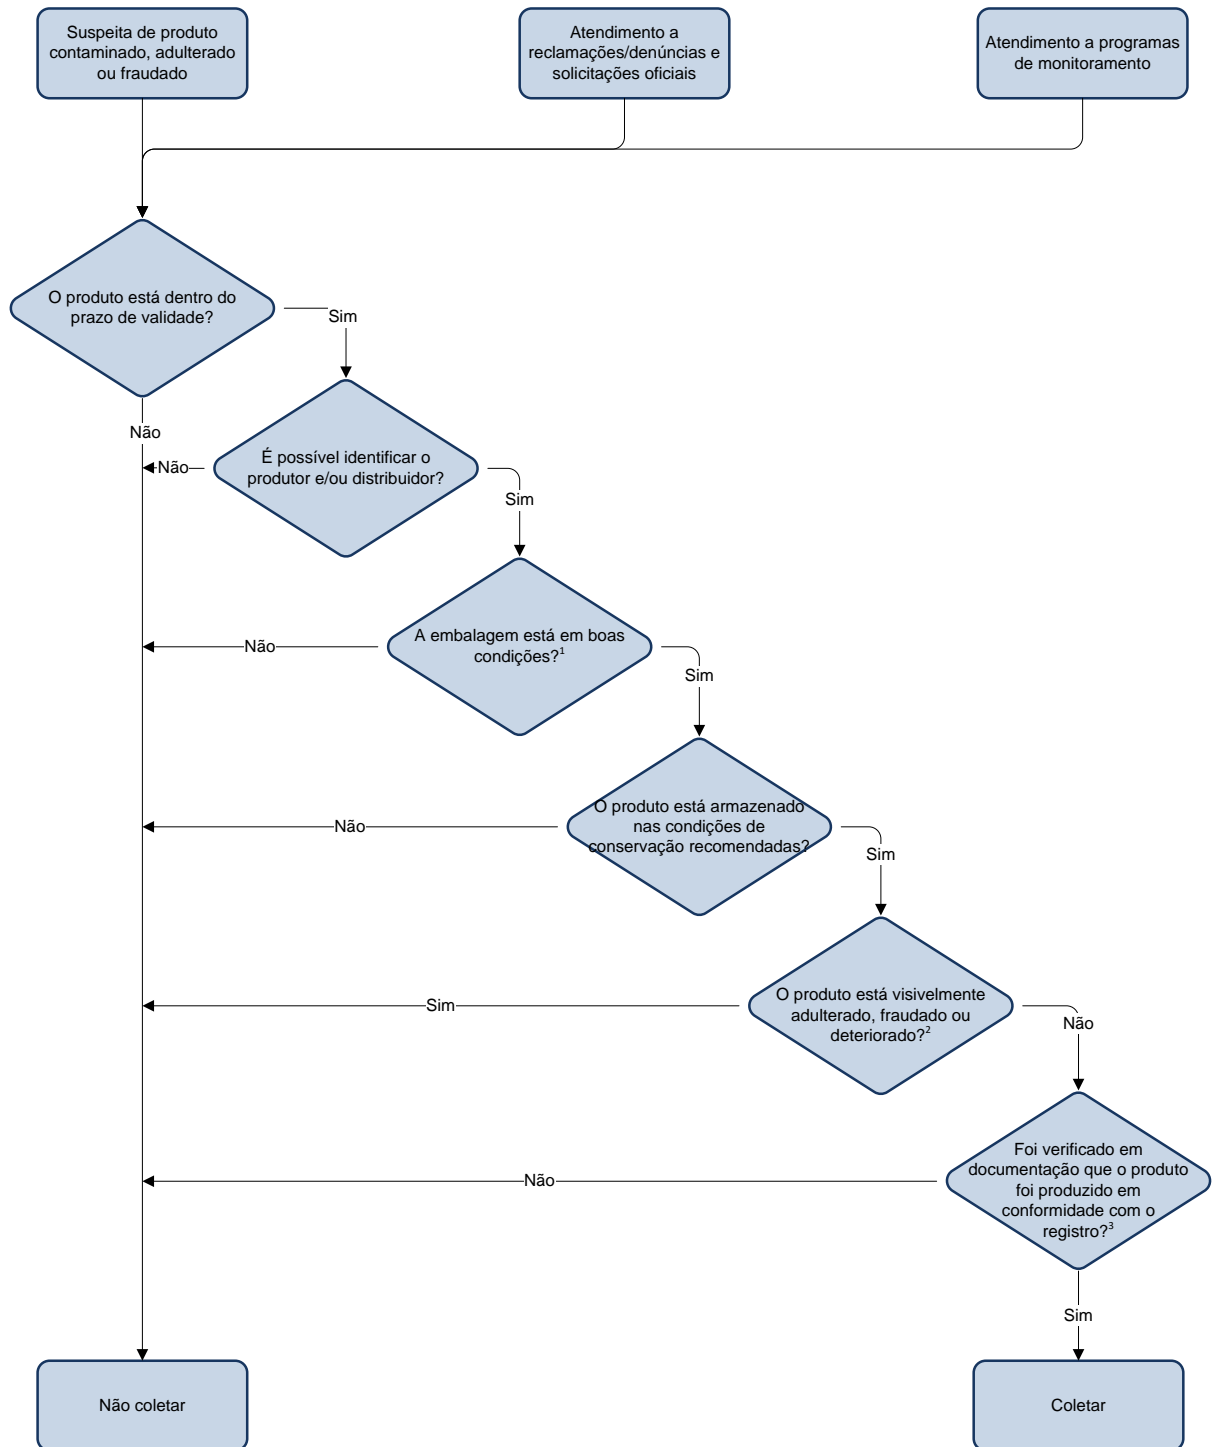 Suspeita de produto
contaminado, adulterado
ou fraudado
Atendimento a
reclamações/denúncias e
solicitações oficiais
Atendimento a programas
de monitoramento
O produto está dentro do
prazo de validade?
Sim
Não
É possível identificar o
produtor e/ou distribuidor?
Não
Sim
A embalagem está em boas
condições?¹
Não
Sim
O produto está armazenado
nas condições de
conservação recomendadas?
Não
Sim
O produto está visivelmente
adulterado, fraudado ou
deteriorado?²
Sim
Não
Foi verificado em
documentação que o produto
foi produzido em
conformidade com o
registro?³
Não
Sim
Não coletar
Coletar